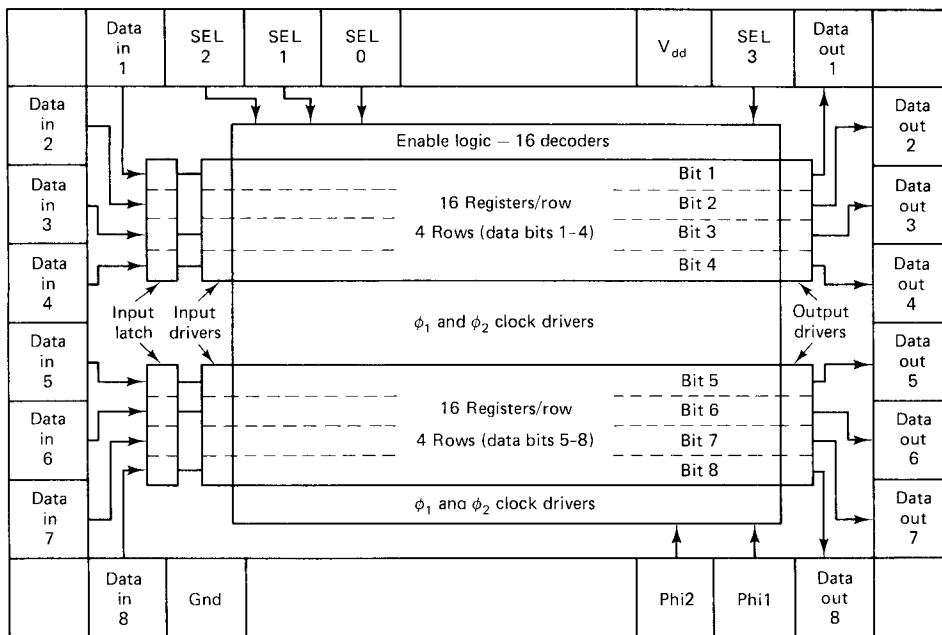 Data in 1
SEL 2
SEL 1
SEL 0
V_dd
SEL 3
Data out 1
Data in 2
Data out 2
Enable logic – 16 decoders
Bit 1
16 Registers/row
Bit 2
Data in 3
Data out 3
4 Rows (data bits 1-4)
Bit 3
Bit 4
Data in 4
Data out 4
Input latch
Input drivers
ϕ1 and ϕ2 clock drivers
Output drivers
Data in 5
Data out 5
Bit 5
16 Registers/row
Bit 6
Data in 6
Data out 6
4 Rows (data bits 5-8)
Bit 7
Bit 8
Data in 7
Data out 7
ϕ1 and ϕ2 clock drivers
Data in 8
Gnd
Phi2
Phi1
Data out 8